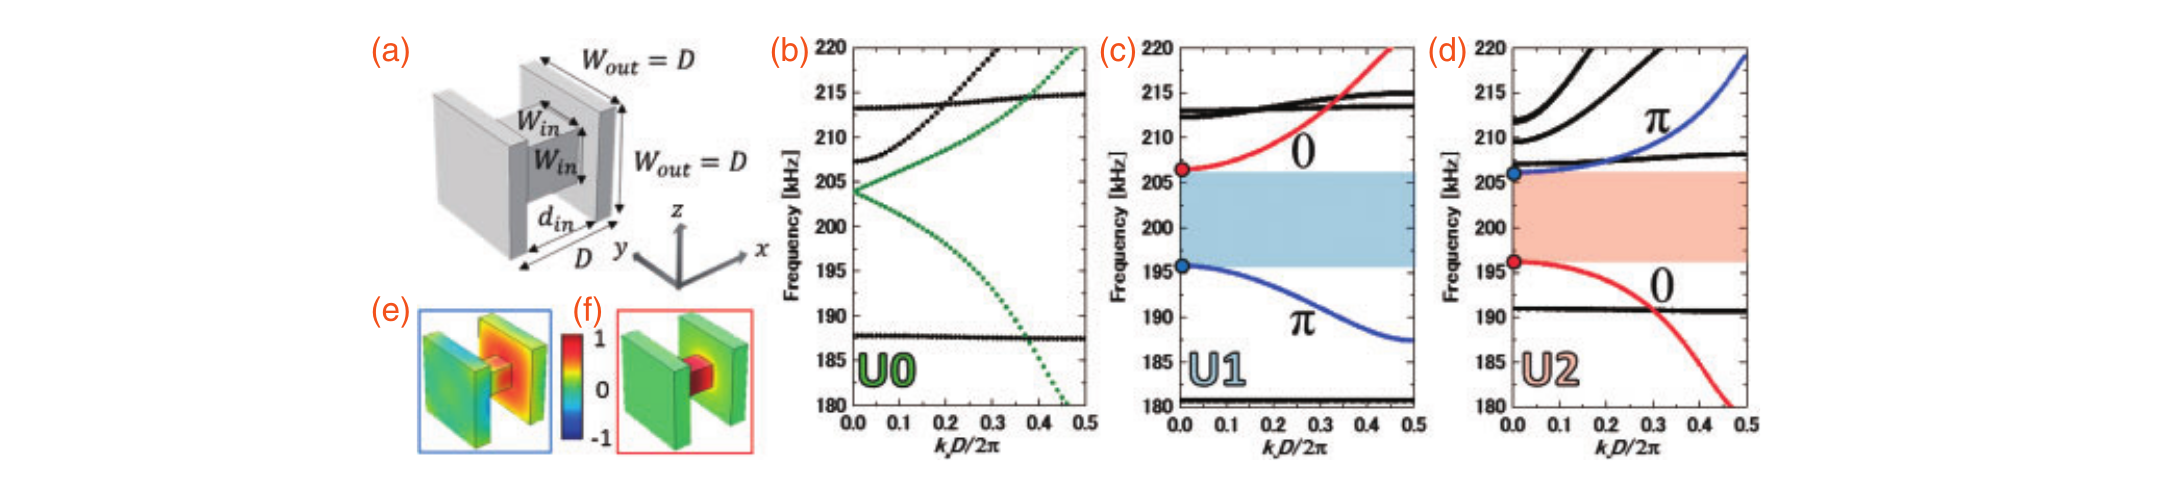 (a)
W_out = D
W_in
W_in
W_out = D
d_in
D
y
z
x
(b)
220
215
210
205
200
195
190
185
180
Frequency [kHz]
U0
0.0 0.1 0.2 0.3 0.4 0.5
k_xD/2π
(c)
220
215
210
205
200
195
190
185
180
Frequency [kHz]
0
π
U1
0.0 0.1 0.2 0.3 0.4 0.5
k_xD/2π
(d)
220
215
210
205
200
195
190
185
180
Frequency [kHz]
π
0
U2
0.0 0.1 0.2 0.3 0.4 0.5
k_xD/2π
(e)
(f)
1
0
-1